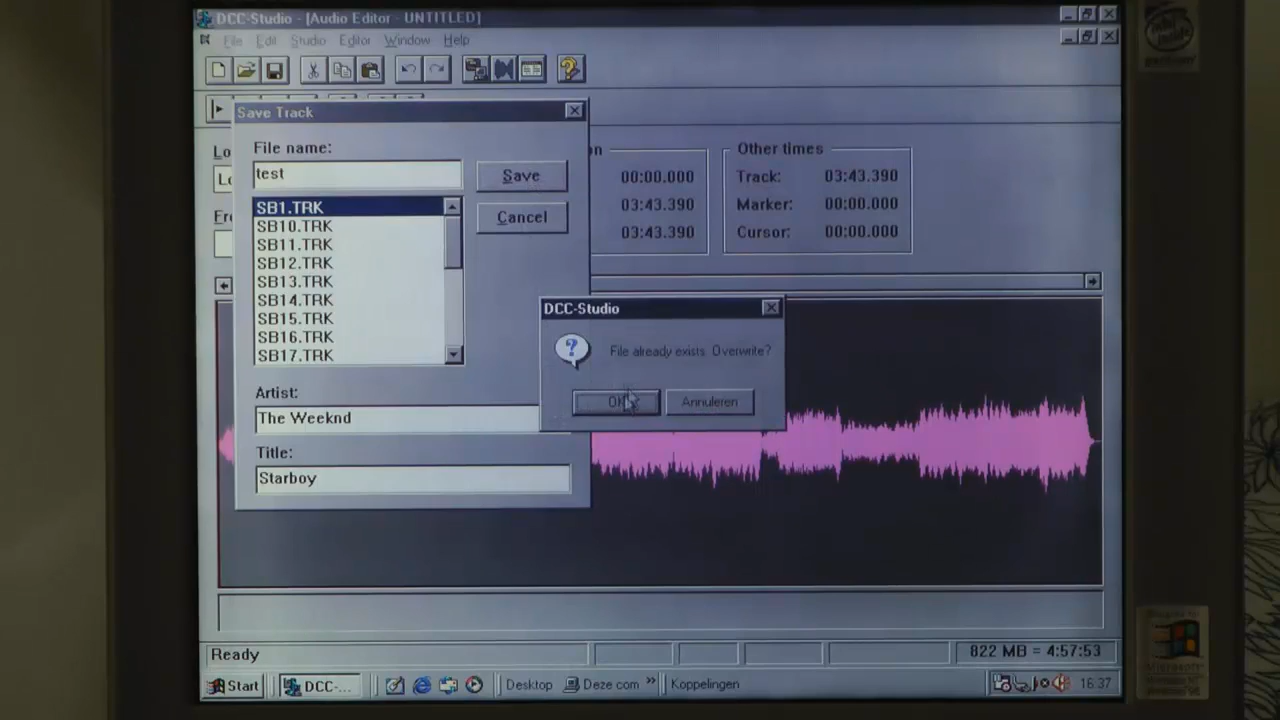 DCC-Studio - [Audio Editor - UNTITLED]
File Edit Studio Editor Window Help
Save Track
File name:
test
Save
SB1.TRK
SB10.TRK
SB11.TRK
SB12.TRK
SB13.TRK
SB14.TRK
SB15.TRK
SB16.TRK
SB17.TRK
Cancel
Artist:
The Weeknd
Title:
Starboy
00:00.000
03:43.390
03:43.390
Other times
Track: 03:43.390
Marker: 00:00.000
Cursor: 00:00.000
DCC-Studio
File already exists. Overwrite?
OK
Annuleren
Ready
822 MB = 4:57:53
Start
DCC-...
Desktop
Deze com
Koppelingen
16:37